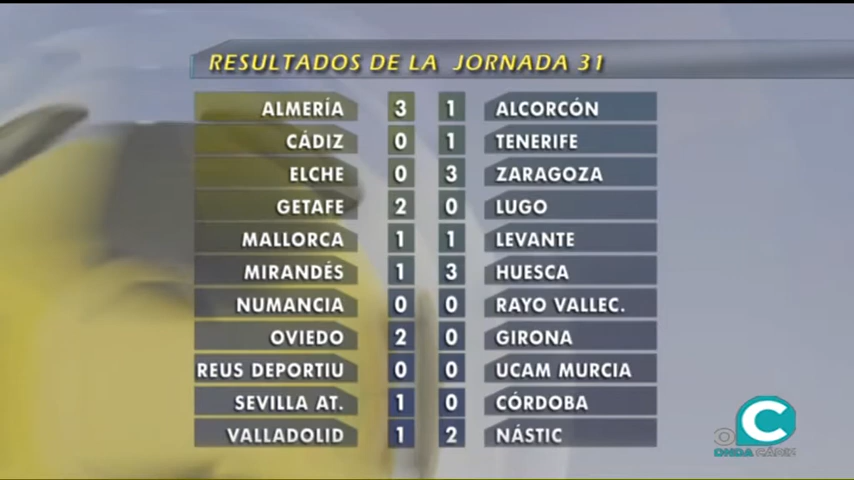 RESULTADOS DE LA JORNADA 31
ALMERÍA 3 1 ALCORCÓN
CÁDIZ 0 1 TENERIFE
ELCHE 0 3 ZARAGOZA
GETAFE 2 0 LUGO
MALLORCA 1 1 LEVANTE
MIRANDÉS 1 3 HUESCA
NUMANCIA 0 0 RAYO VALLEC.
OVIEDO 2 0 GIRONA
REUS DEPORTIU 0 0 UCAM MURCIA
SEVILLA AT. 1 0 CÓRDOBA
VALLADOLID 1 2 NÁSTIC
C
ONDA CÁDIZ